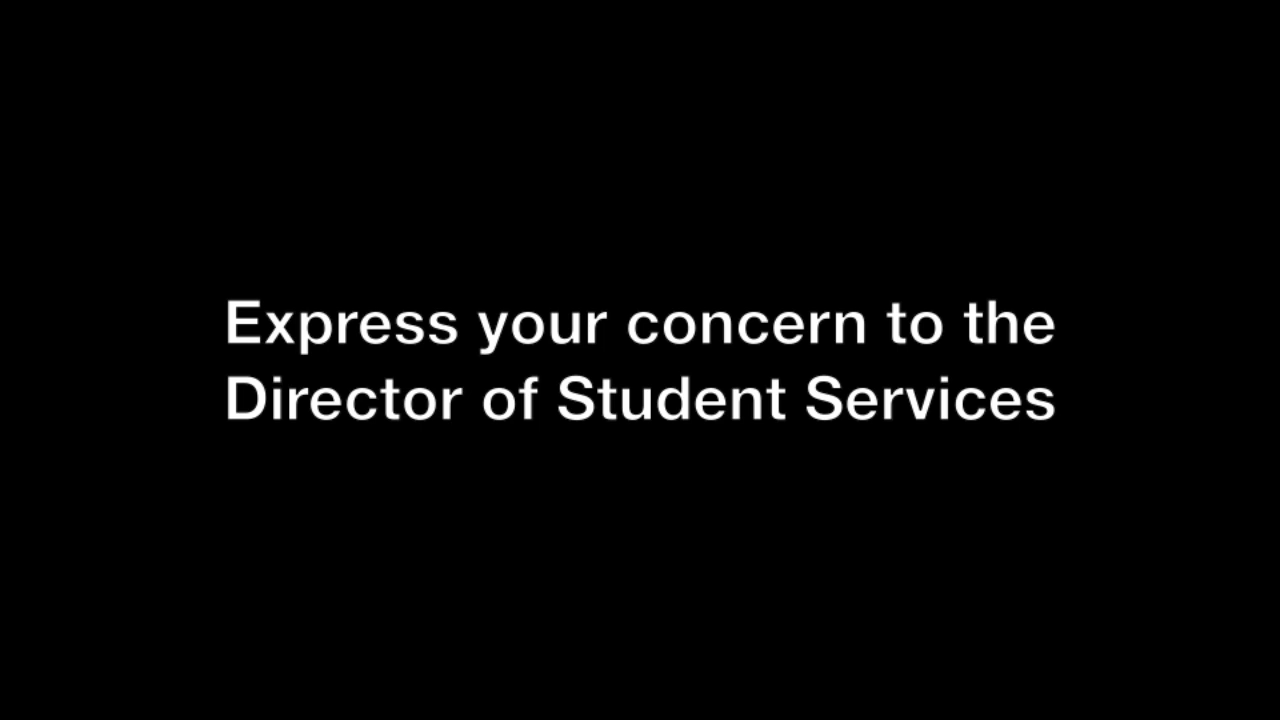 Express your concern to the
Director of Student Services